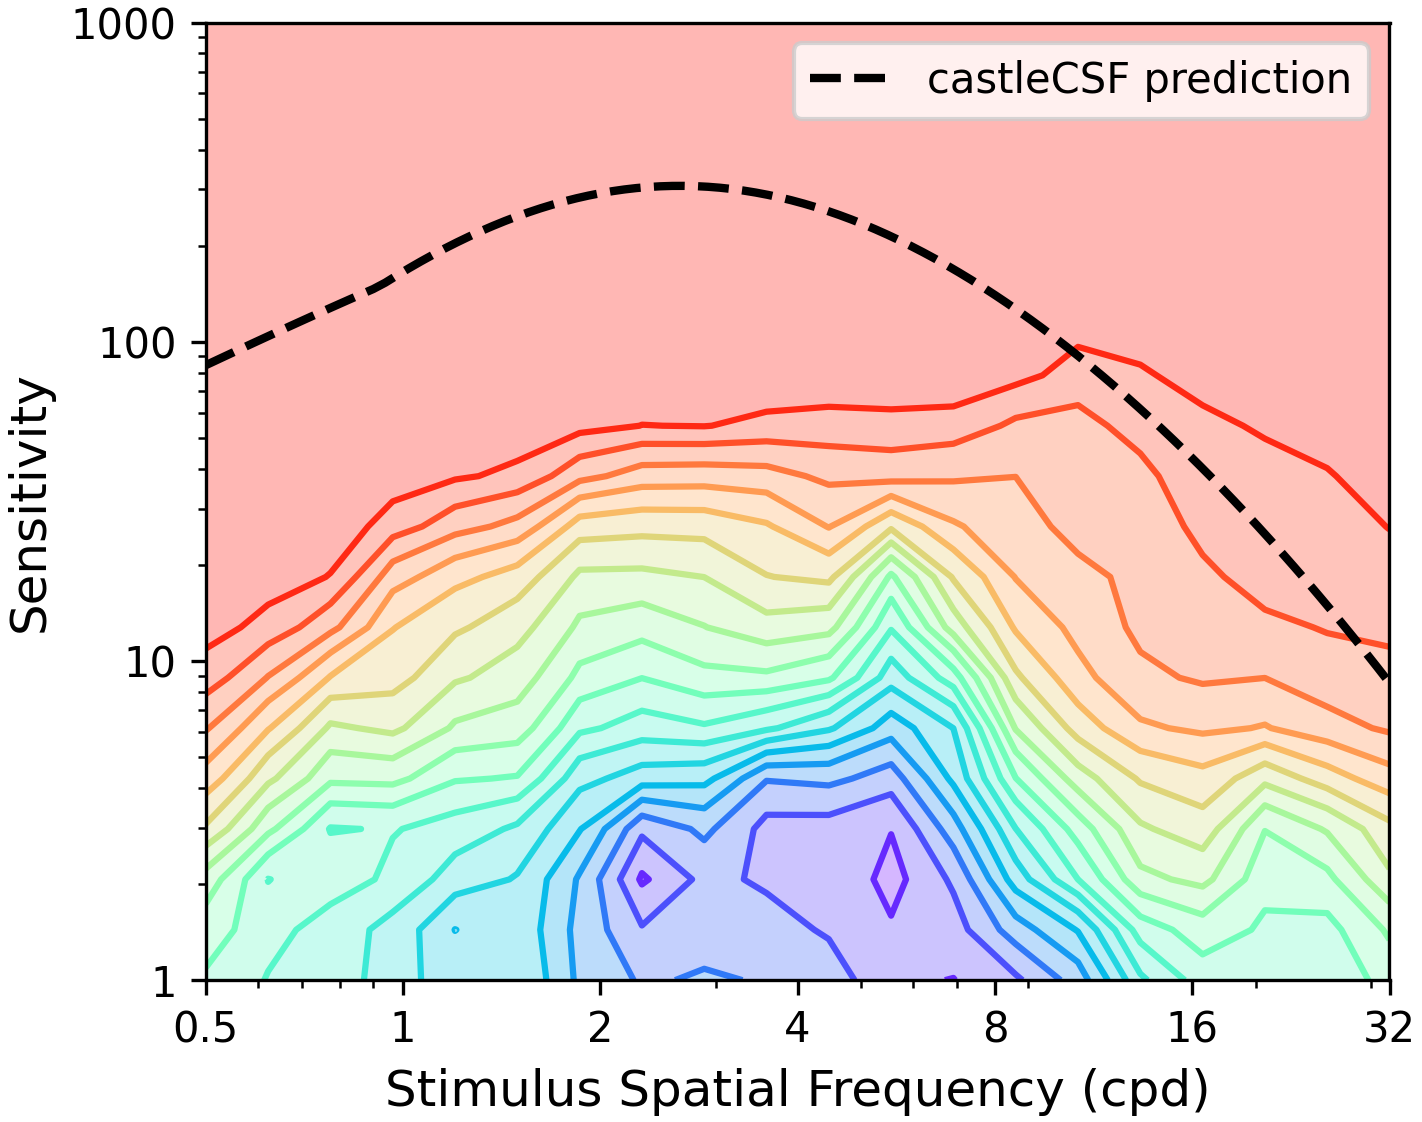 1000
100
10
1
Sensitivity
castleCSF prediction
0.5 1 2 4 8 16 32
Stimulus Spatial Frequency (cpd)